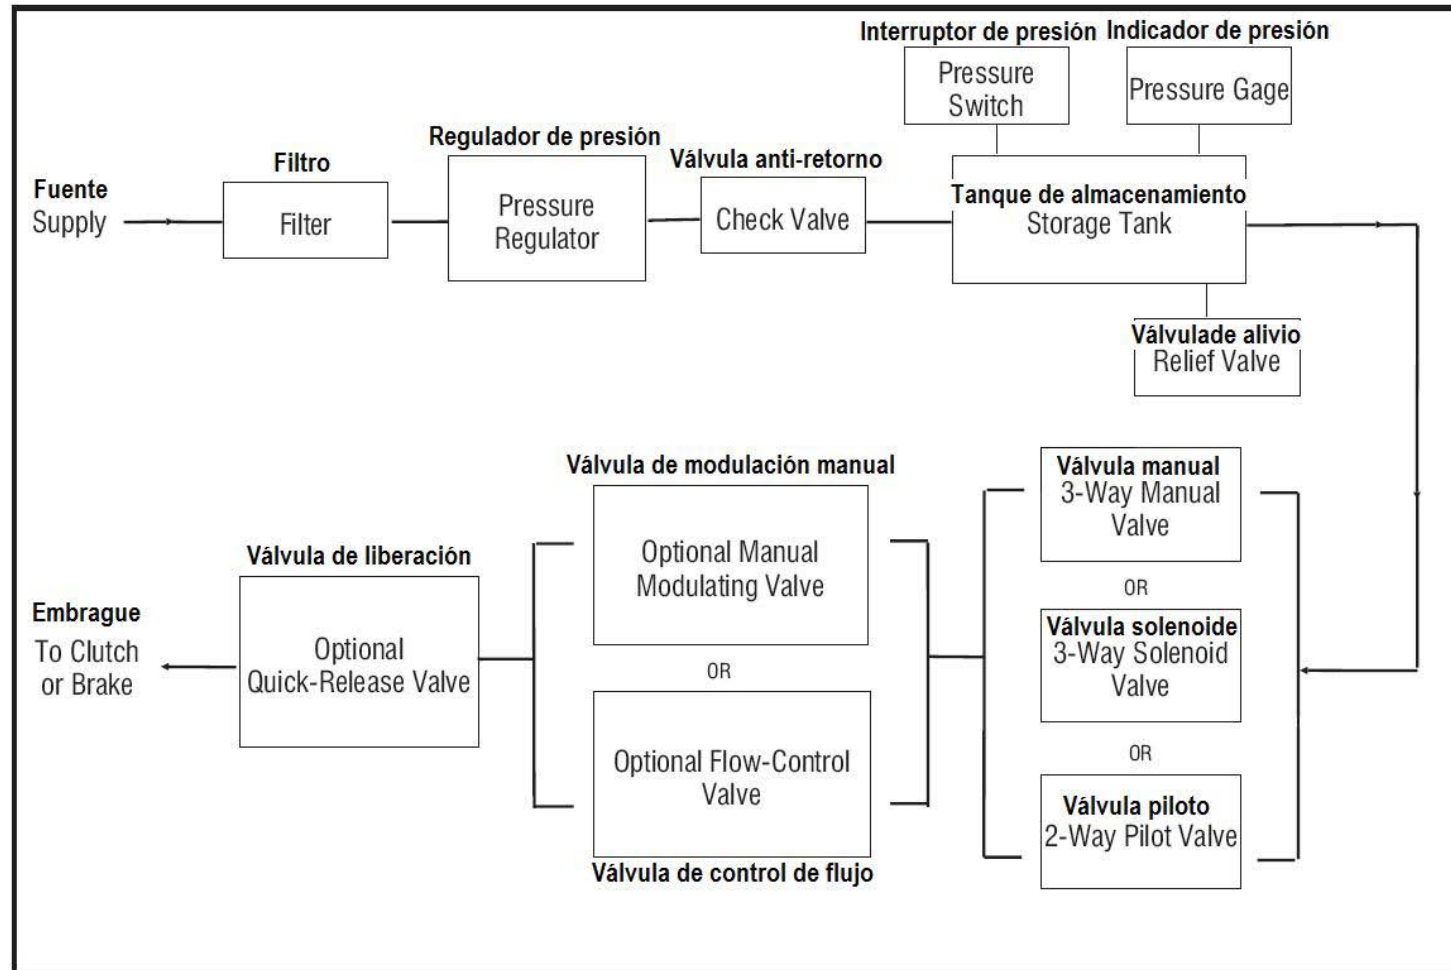 Interruptor de presión
Indicador de presión
Pressure
Switch
Pressure Gage
Regulador de presión
Filtro
Válvula anti-retorno
Fuente
Supply
Filter
Pressure
Regulator
Check Valve
Tanque de almacenamiento
Storage Tank
Válvulade alivio
Relief Valve
Válvula de modulación manual
Válvula manual
3-Way Manual
Valve
Válvula de liberación
Optional Manual
Modulating Valve
OR
Embrague
To Clutch
or Brake
Optional
Quick-Release Valve
OR
Válvula solenoide
3-Way Solenoid
Valve
Optional Flow-Control
Valve
OR
Válvula piloto
2-Way Pilot Valve
Válvula de control de flujo